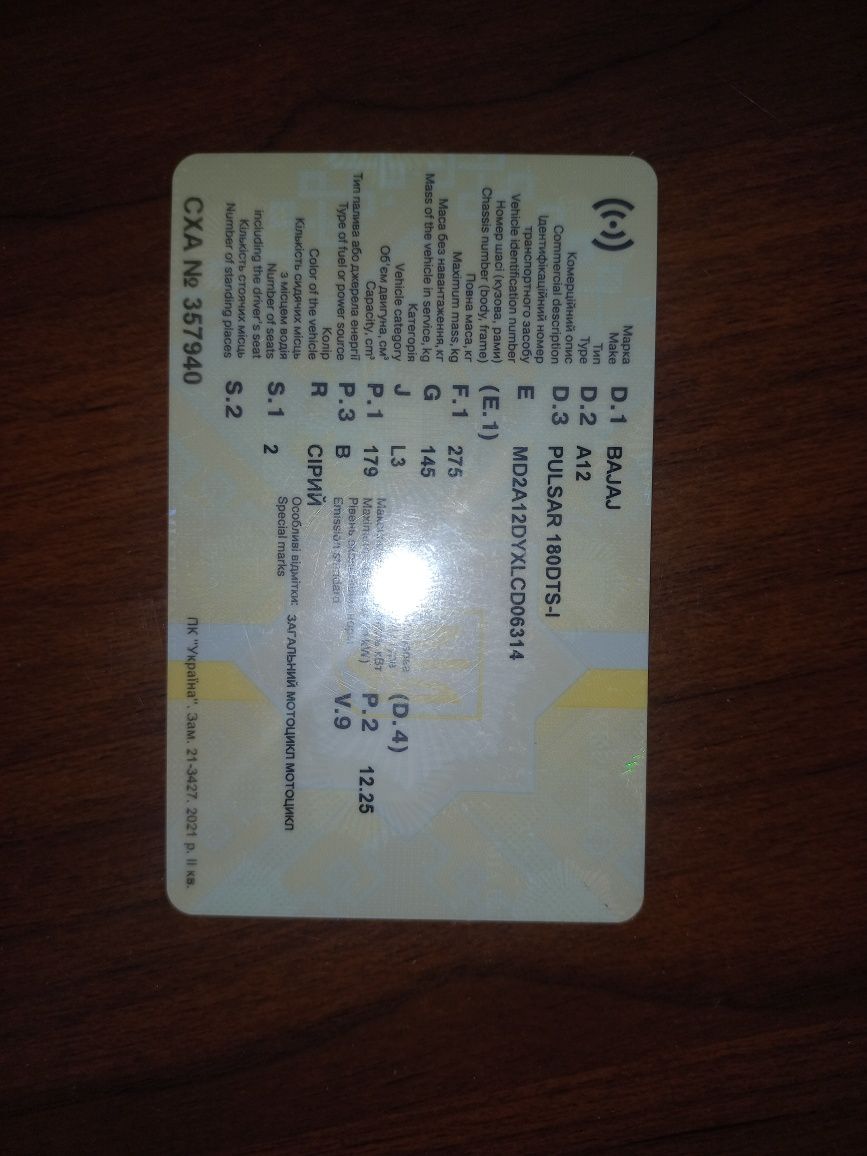 Марка
Make D.1 BAJAJ
Тип
Type D.2 A12
Комерційний опис
Commercial description D.3 PULSAR 180DTS-I
Ідентифікаційний номер
транспортного засобу
Vehicle identification number E MD2A12DYXLCD06314
Номер шасі (кузова, рами)
Chassis number (body, frame) (E.1)
Повна маса, кг
Maximum mass, kg F.1 275
Маса без навантаження, кг
Mass of the vehicle in service, kg G 145
Категорія
Vehicle category J L3 (D.4)
Об'єм двигуна, см³
Capacity, cm³ P.1 179 P.2 12.25
Тип палива або джерела енергії
Type of fuel or power source P.3 B Emission standard V.9
Колір
Color of the vehicle R СІРИЙ
Кількість сидячих місць
з місцем водія
Number of seats
including the driver's seat S.1 2
Особливі відмітки: ЗАГАЛЬНИЙ МОТОЦИКЛ МОТОЦИКЛ
Special marks
Кількість стоячих місць
Number of standing places S.2
СХА № 357940
ПК "Україна". Зам. 21-3427. 2021 р. ІІ кв.